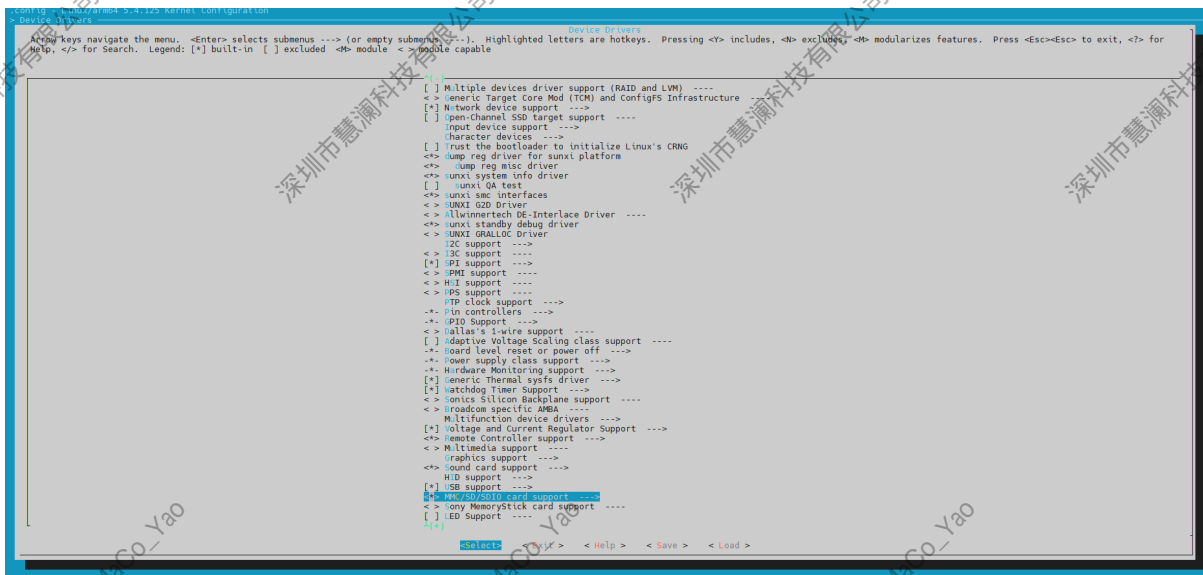 .config - Linux/arm64 5.4.125 Kernel Configuration
> Device Drivers
Device Drivers
Arrow keys navigate the menu. <Enter> selects submenus ---> (or empty submenus ----). Highlighted letters are hotkeys. Pressing <Y> includes, <N> excludes, <M> modularizes features. Press <Esc><Esc> to exit, <?> for
Help, </> for Search. Legend: [*] built-in [ ] excluded <M> module < > module capable
^(-)
[ ] Multiple devices driver support (RAID and LVM) ----
< > Generic Target Core Mod (TCM) and ConfigFS Infrastructure ----
[*] Network device support --->
[ ] Open-Channel SSD target support ----
Input device support --->
Character devices --->
[ ] Trust the bootloader to initialize Linux's CRNG
<*> dump reg driver for sunxi platform
<*> dump reg misc driver
<*> sunxi system info driver
[ ] sunxi QA test
<*> sunxi smc interfaces
< > SUNXI G2D Driver
< > Allwinnertech DE-Interlace Driver ----
<*> sunxi standby debug driver
< > SUNXI GRALLOC Driver
I2C support --->
< > I3C support ----
[*] SPI support --->
< > SPMI support ----
< > HSI support ----
< > PPS support ----
PTP clock support --->
-*- Pin controllers --->
-*- GPIO Support --->
< > Dallas's 1-wire support ----
[ ] Adaptive Voltage Scaling class support ----
-*- Board level reset or power off --->
-*- Power supply class support --->
-*- Hardware Monitoring support --->
[*] Generic Thermal sysfs driver --->
[*] Watchdog Timer Support --->
< > Sonics Silicon Backplane support ----
< > Broadcom specific AMBA ----
Multifunction device drivers --->
[*] Voltage and Current Regulator Support --->
<*> Remote Controller support --->
< > Multimedia support ----
Graphics support --->
<*> Sound card support --->
HID support --->
[*] USB support --->
<*> MMC/SD/SDIO card support --->
< > Sony MemoryStick card support ----
[ ] LED Support ----
^(+)
<Select> < Exit > < Help > < Save > < Load >
深圳市慧澜科技有限公司
深圳市慧澜科技有限公司
深圳市慧澜科技有限公司
MaCo_Yao
MaCo_Yao
MaCo_Yao